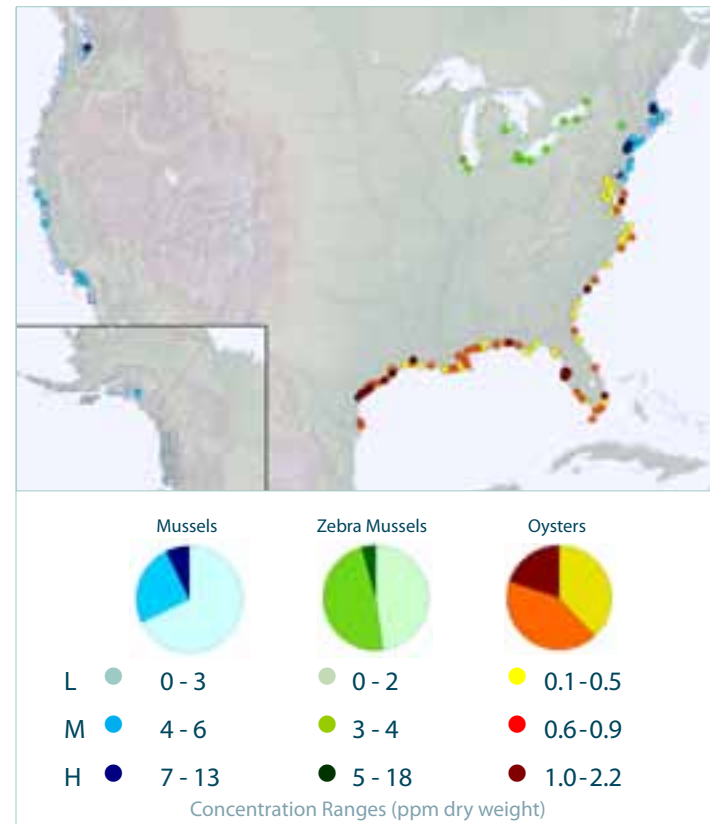 Mussels Zebra Mussels Oysters
L 0 - 3 0 - 2 0.1-0.5
M 4 - 6 3 - 4 0.6-0.9
H 7 - 13 5 - 18 1.0-2.2
Concentration Ranges (ppm dry weight)